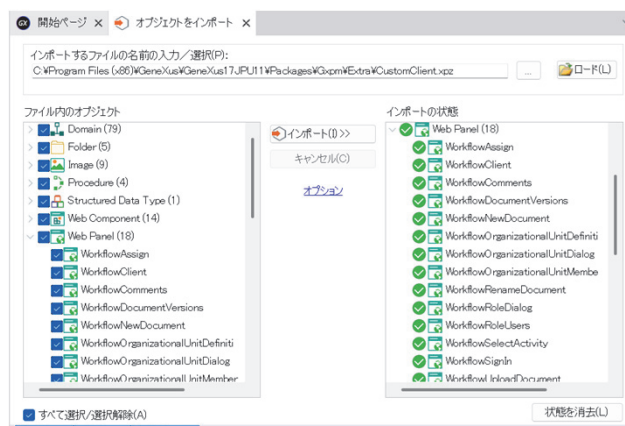 開始ページ × オブジェクトをインポート ×
インポートするファイルの名前の入力/選択(P):
C:¥Program Files (x86)¥GeneXus¥GeneXus17JPU11¥Packages¥Gxpm¥Extra¥CustomClient.xpz ... ロード(L)
ファイル内のオブジェクト
Domain (79)
Folder (5)
Image (9)
Procedure (4)
Structured Data Type (1)
Web Component (14)
Web Panel (18)
WorkflowAssign
WorkflowClient
WorkflowComments
WorkflowDocumentVersions
WorkflowNewDocument
WorkflowOrganizationalUnitDefiniti
WorkflowOrganizationalUnitDialog
WorkflowOrganizationalUnitMember
インポート(I) >>
キャンセル(C)
オプション
インポートの状態
Web Panel (18)
WorkflowAssign
WorkflowClient
WorkflowComments
WorkflowDocumentVersions
WorkflowNewDocument
WorkflowOrganizationalUnitDefiniti
WorkflowOrganizationalUnitDialog
WorkflowOrganizationalUnitMembe
WorkflowRenameDocument
WorkflowRoleDialog
WorkflowRoleUsers
WorkflowSelectActivity
WorkflowSignIn
WorkflowUploadDocument
すべて選択/選択解除(A)
状態を消去(L)